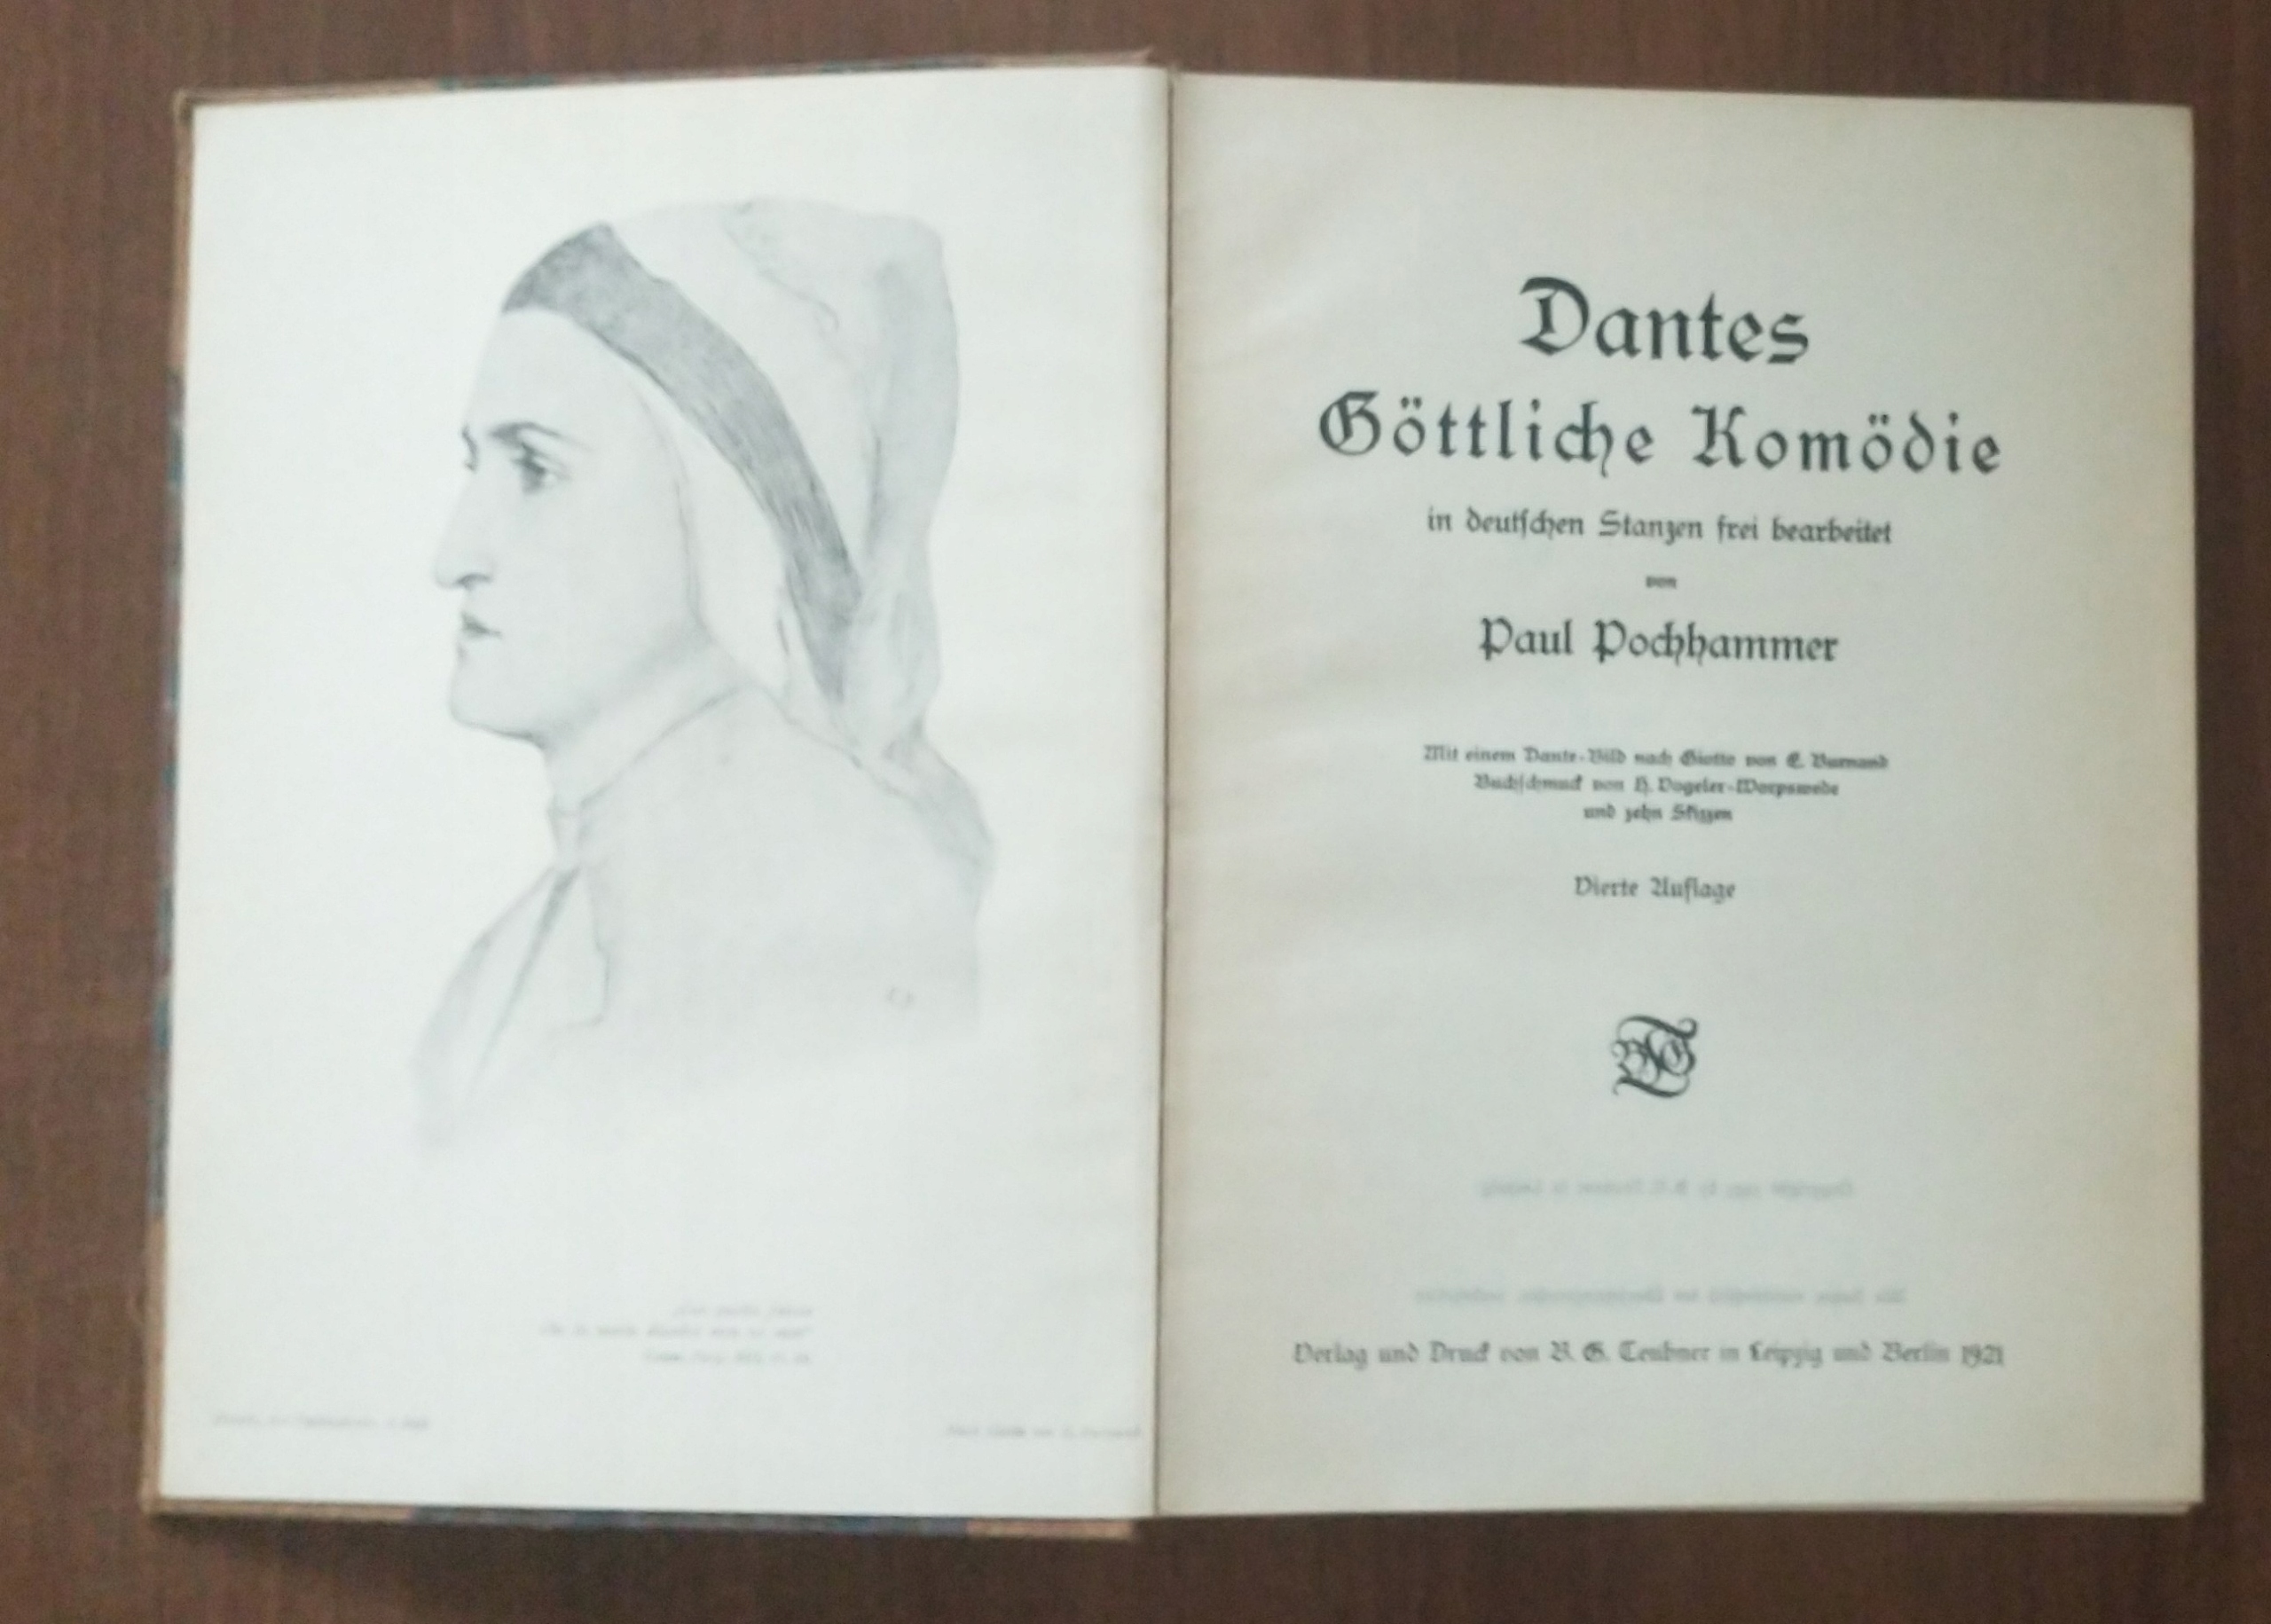 Dantes
Göttliche Komödie
in deutschen Stanzen frei bearbeitet
von
Paul Pochhammer
Mit einem Dante-Bild nach Giotto von E. Burnand
Buchschmuck von H. Vogeler-Worpswede
und zehn Skizzen
Vierte Auflage
Verlag und Druck von B. G. Teubner in Leipzig und Berlin 1921